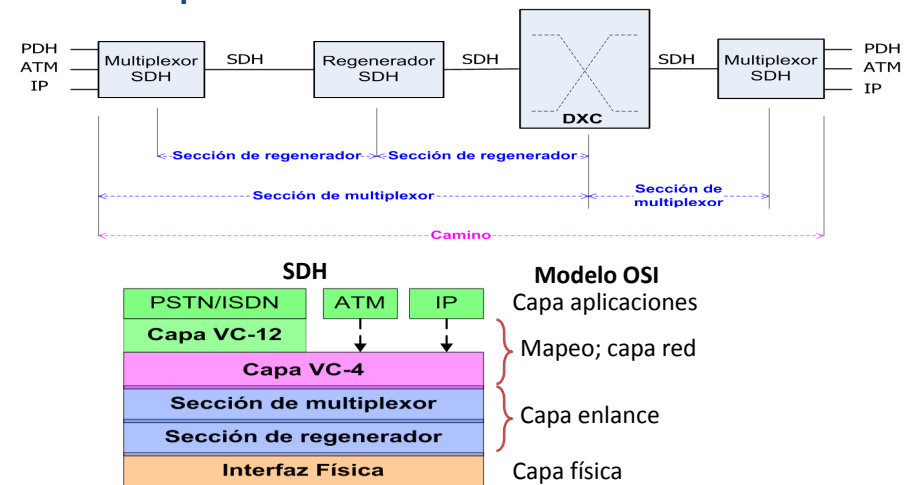 PDH
ATM
IP
Multiplexor
SDH
SDH
Regenerador
SDH
SDH
DXC
SDH
Multiplexor
SDH
PDH
ATM
IP
Sección de regenerador
Sección de regenerador
Sección de multiplexor
Sección de
multiplexor
Camino
SDH
Modelo OSI
PSTN/ISDN
ATM
IP
Capa aplicaciones
Capa VC-12
Mapeo; capa red
Capa VC-4
Sección de multiplexor
Capa enlance
Sección de regenerador
Interfaz Física
Capa física